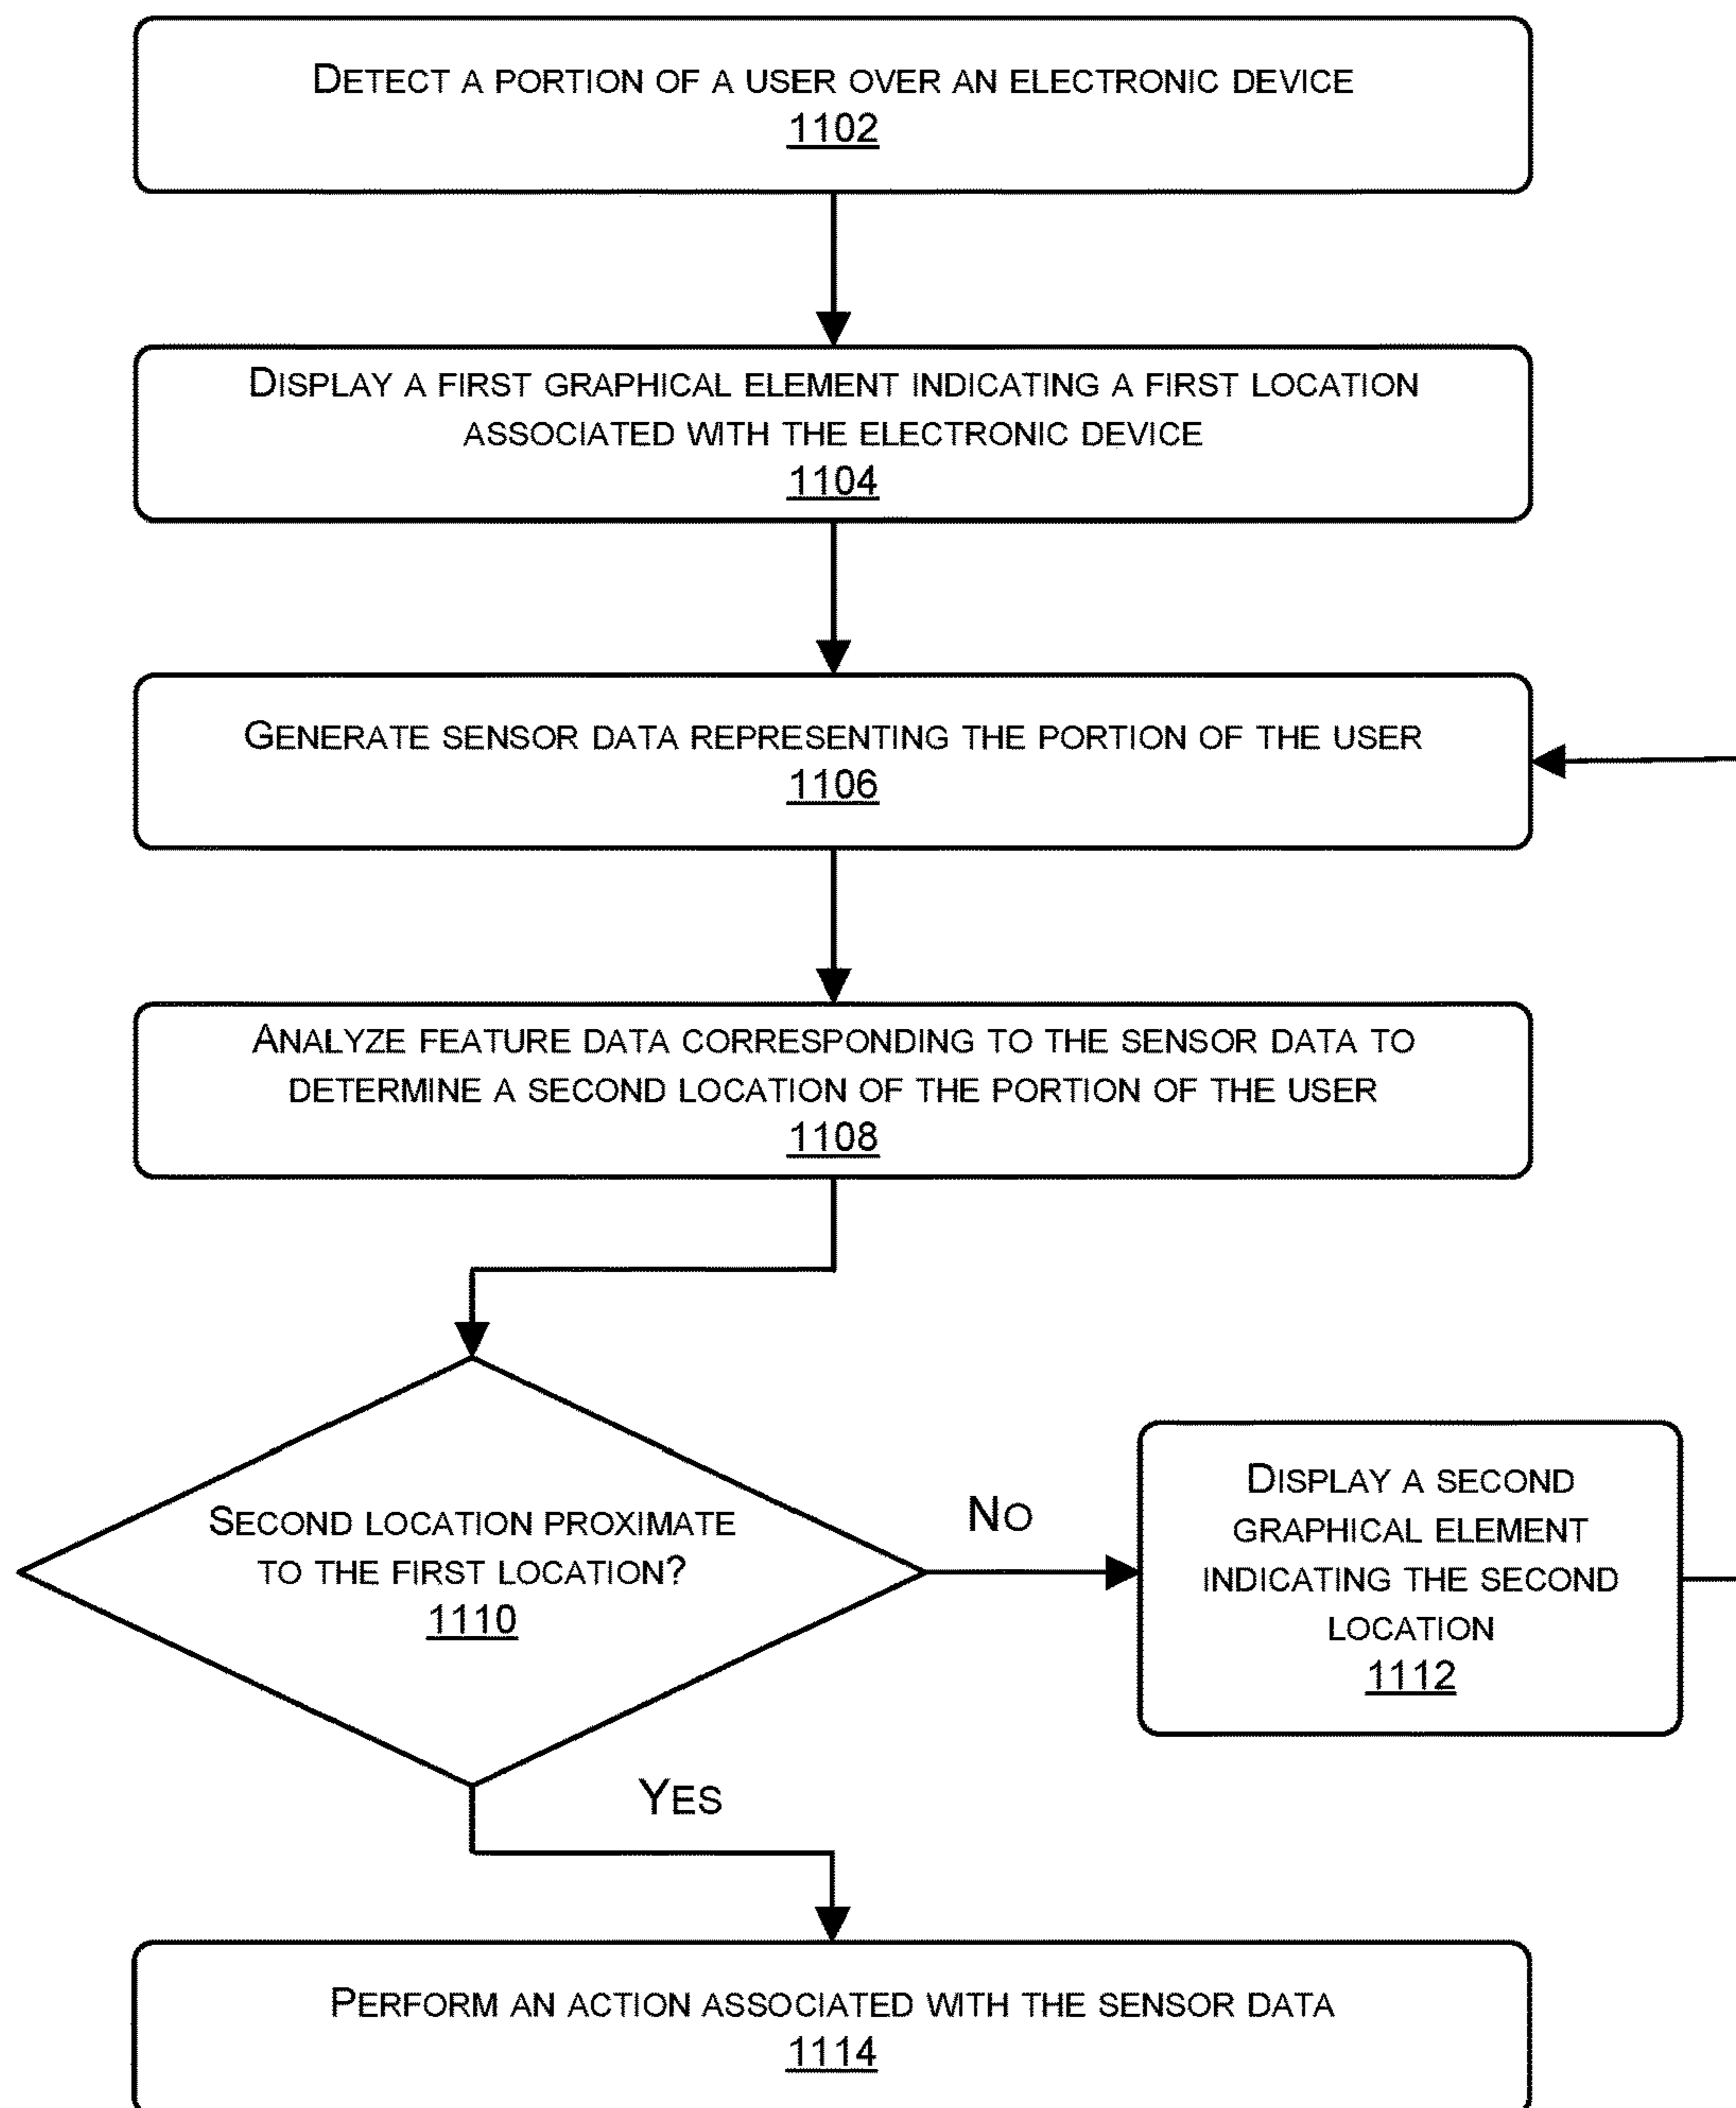 DETECT A PORTION OF A USER OVER AN ELECTRONIC DEVICE
1102
DISPLAY A FIRST GRAPHICAL ELEMENT INDICATING A FIRST LOCATION
ASSOCIATED WITH THE ELECTRONIC DEVICE
1104
GENERATE SENSOR DATA REPRESENTING THE PORTION OF THE USER
1106
ANALYZE FEATURE DATA CORRESPONDING TO THE SENSOR DATA TO
DETERMINE A SECOND LOCATION OF THE PORTION OF THE USER
1108
SECOND LOCATION PROXIMATE
TO THE FIRST LOCATION?
1110
NO
DISPLAY A SECOND
GRAPHICAL ELEMENT
INDICATING THE SECOND
LOCATION
1112
YES
PERFORM AN ACTION ASSOCIATED WITH THE SENSOR DATA
1114